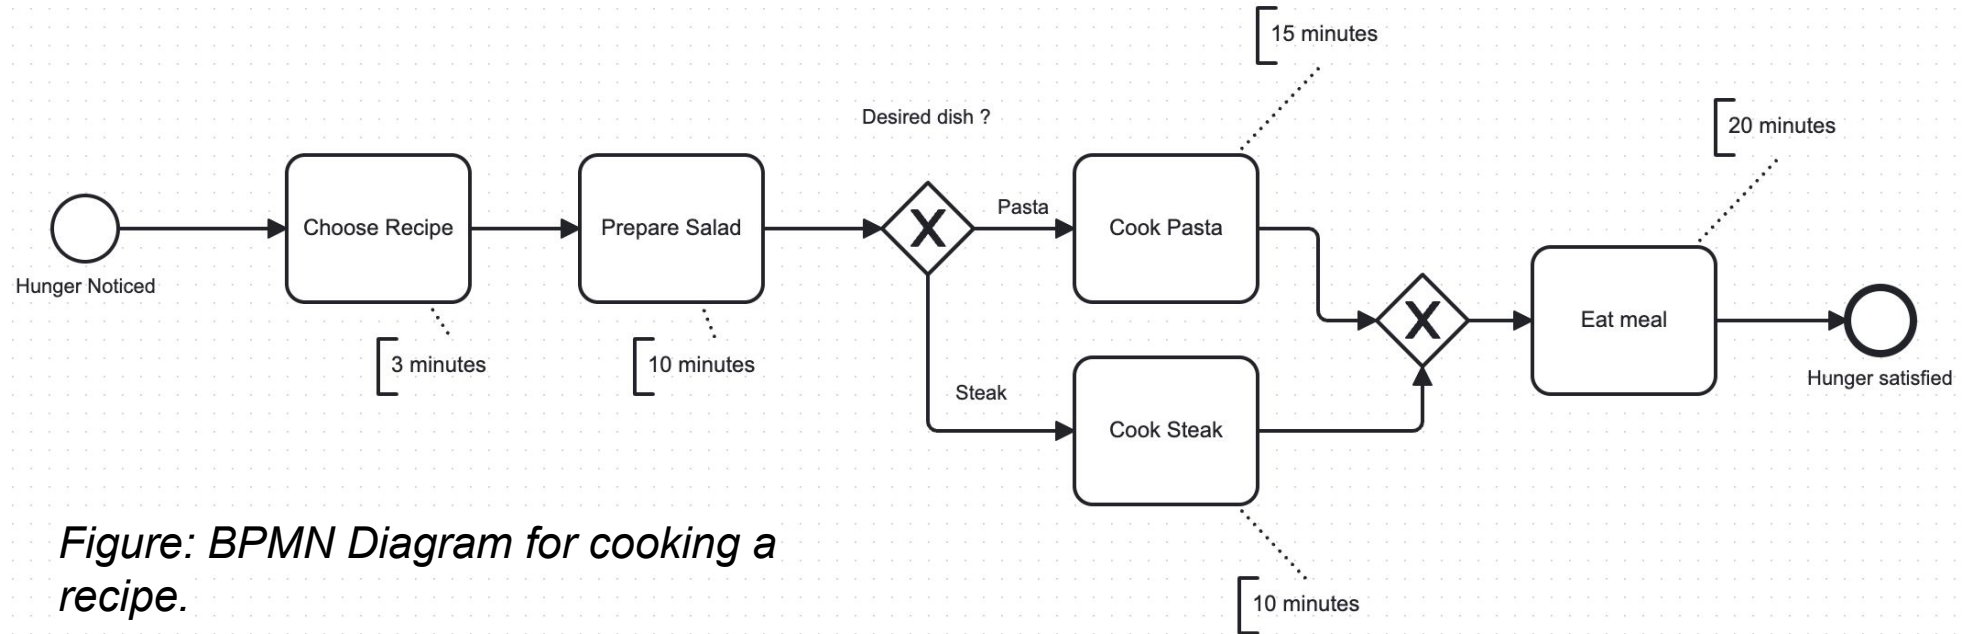 15 minutes
Desired dish ?
20 minutes
Choose Recipe
Prepare Salad
X
Pasta
Cook Pasta
Hunger Noticed
X
Eat meal
3 minutes
10 minutes
Hunger satisfied
Steak
Cook Steak
Figure: BPMN Diagram for cooking a
recipe.
10 minutes